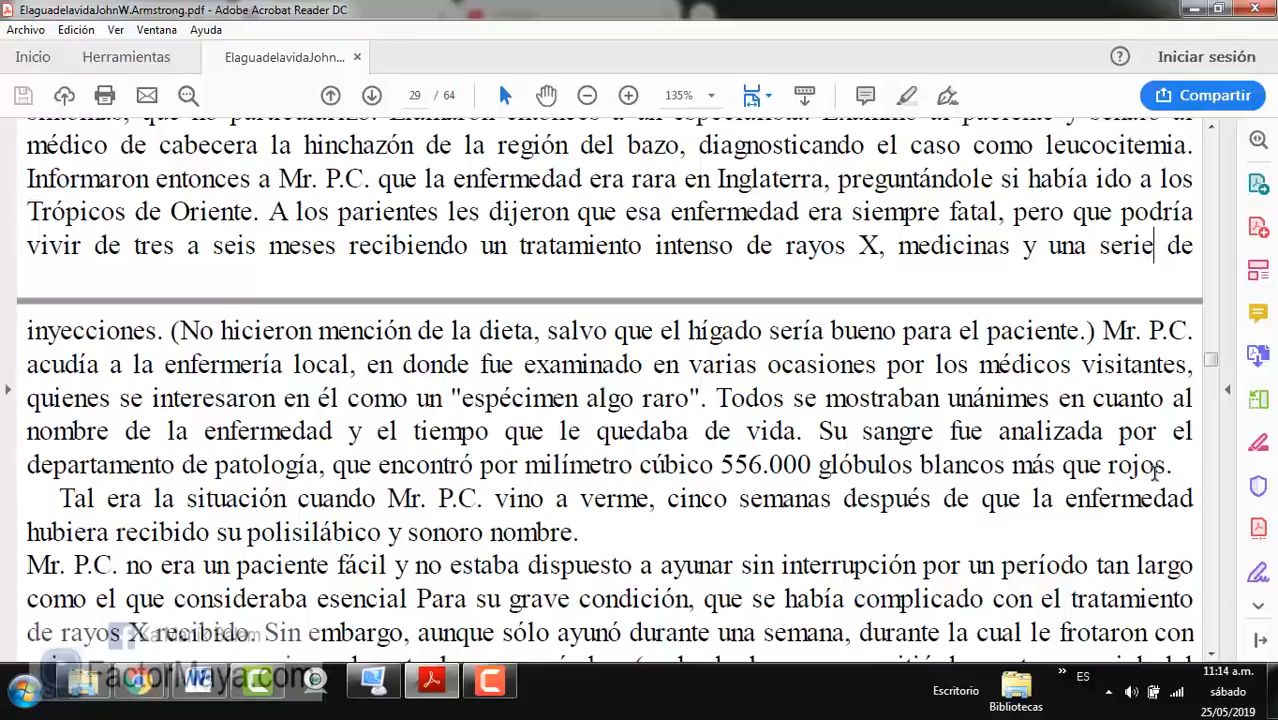 ElaguadelavidaJohnW.Armstrong.pdf - Adobe Acrobat Reader DC
Archivo Edición Ver Ventana Ayuda
Inicio Herramientas ElaguadelavidaJohn... × Iniciar sesión
29 / 64 135% Compartir
médico de cabecera la hinchazón de la región del bazo, diagnosticando el caso como leucocitemia.
Informaron entonces a Mr. P.C. que la enfermedad era rara en Inglaterra, preguntándole si había ido a los
Trópicos de Oriente. A los parientes les dijeron que esa enfermedad era siempre fatal, pero que podría
vivir de tres a seis meses recibiendo un tratamiento intenso de rayos X, medicinas y una serie de
inyecciones. (No hicieron mención de la dieta, salvo que el hígado sería bueno para el paciente.) Mr. P.C.
acudía a la enfermería local, en donde fue examinado en varias ocasiones por los médicos visitantes,
quienes se interesaron en él como un "espécimen algo raro". Todos se mostraban unánimes en cuanto al
nombre de la enfermedad y el tiempo que le quedaba de vida. Su sangre fue analizada por el
departamento de patología, que encontró por milímetro cúbico 556.000 glóbulos blancos más que rojos.
Tal era la situación cuando Mr. P.C. vino a verme, cinco semanas después de que la enfermedad
hubiera recibido su polisilábico y sonoro nombre.
Mr. P.C. no era un paciente fácil y no estaba dispuesto a ayunar sin interrupción por un período tan largo
como el que consideraba esencial Para su grave condición, que se había complicado con el tratamiento
de rayos X recibido. Sin embargo, aunque sólo ayunó durante una semana, durante la cual le frotaron con
FactorMaya.com
Escritorio
Bibliotecas
ES
11:14 a.m.
sábado
25/05/2019